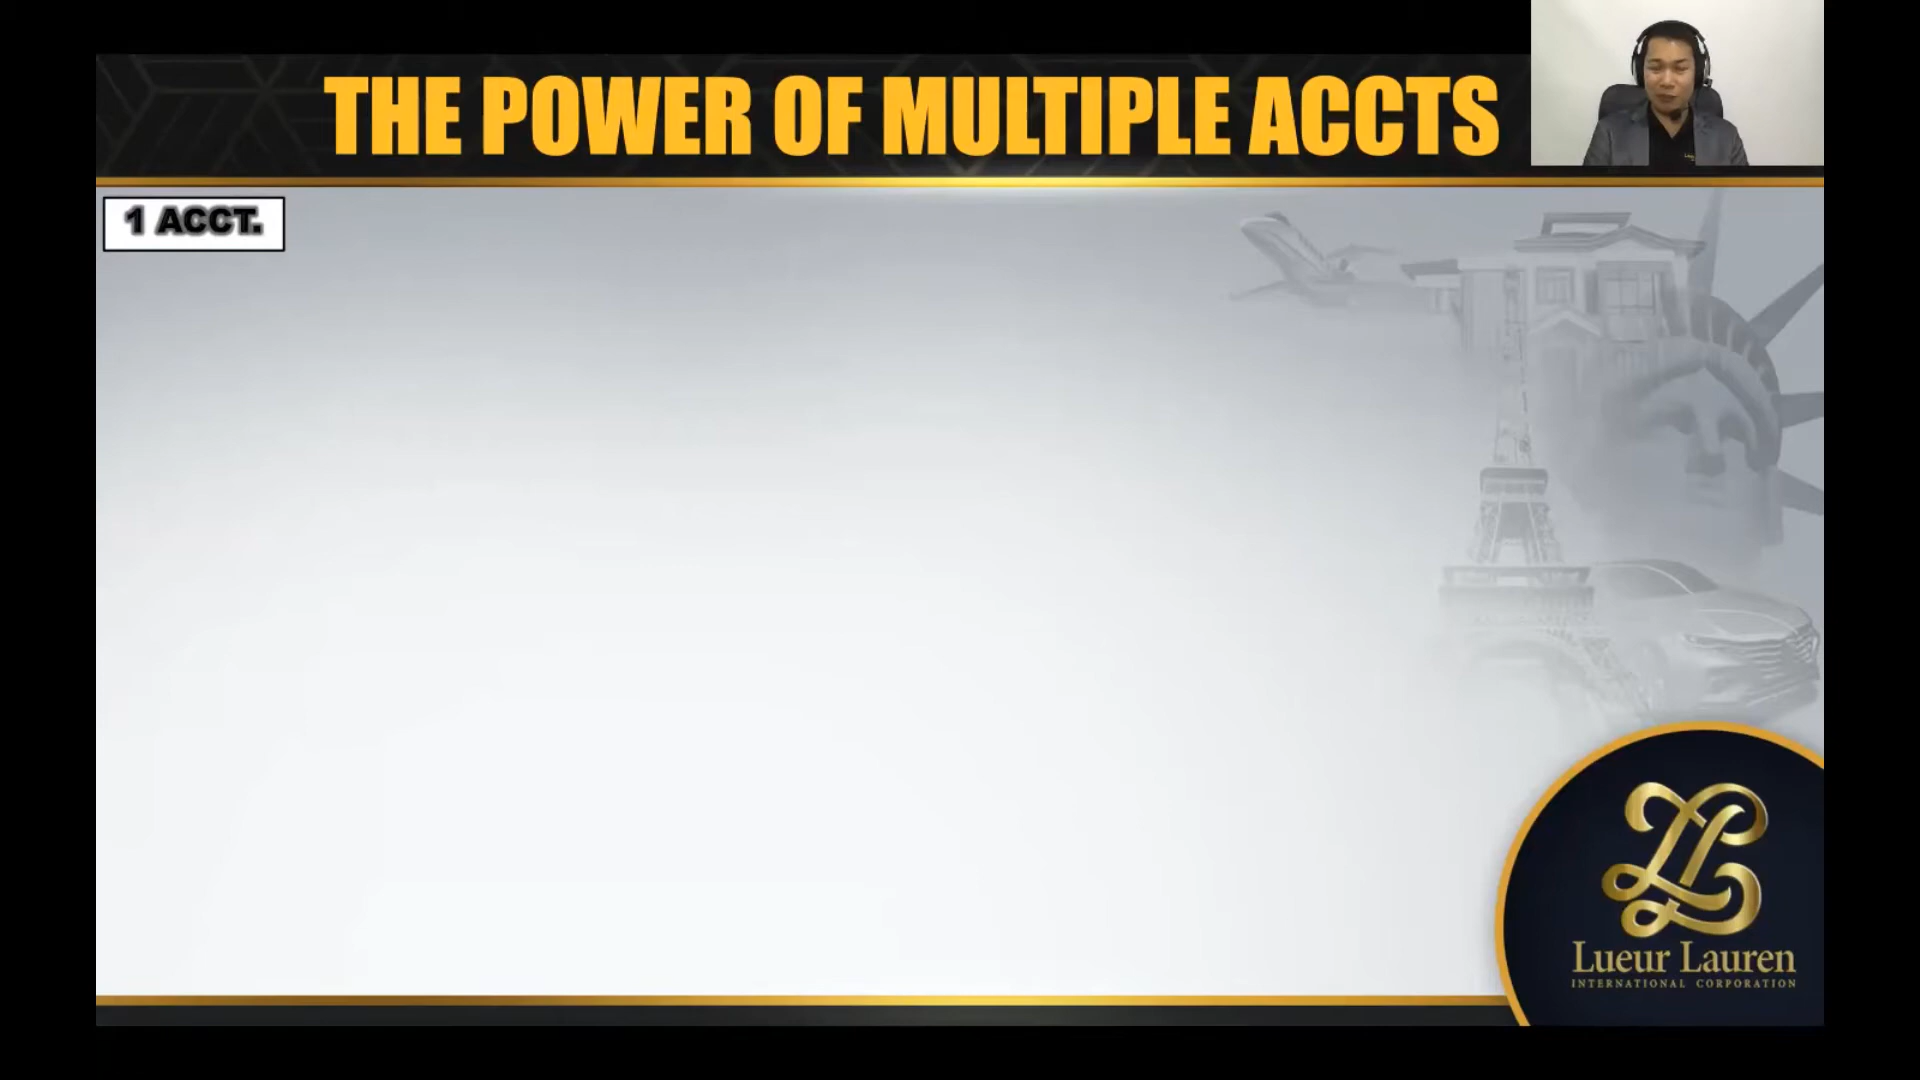 THE POWER OF MULTIPLE ACCTS
1 ACCT.
Lueur Lauren
INTERNATIONAL CORPORATION